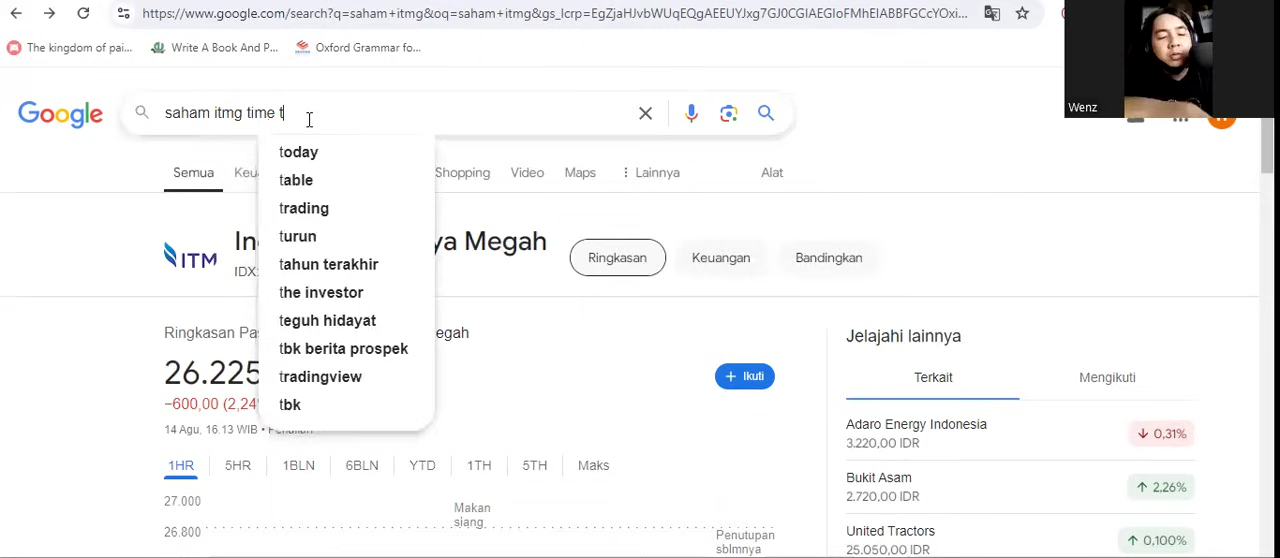 https://www.google.com/search?q=saham+itmg&oq=saham+itmg&gs_lcrp=EgZjaHJvbWUqEQgAEEUYJxg7GJ0CGIAEGIoFMhEIABBFGCcYOxi...
The kingdom of pai...
Write A Book And P...
Oxford Grammar fo...
Wenz
Google
saham itmg time t
today
table
trading
turun
tahun terakhir
the investor
teguh hidayat
tbk berita prospek
tradingview
tbk
Semua
Shopping
Video
Maps
Lainnya
Alat
ITM
ya Megah
IDX:
Ringkasan
Keuangan
Bandingkan
Ringkasan
egah
26.225
−600,00 (2,24
14 Agu, 16.13 WIB •
+ Ikuti
1HR
5HR
1BLN
6BLN
YTD
1TH
5TH
Maks
27.000
26.800
Makan
siang
Penutupan
sblmnya
Jelajahi lainnya
Terkait
Mengikuti
Adaro Energy Indonesia
3.220,00 IDR
↓ 0,31%
Bukit Asam
2.720,00 IDR
↑ 2,26%
United Tractors
25.050,00 IDR
↑ 0,100%